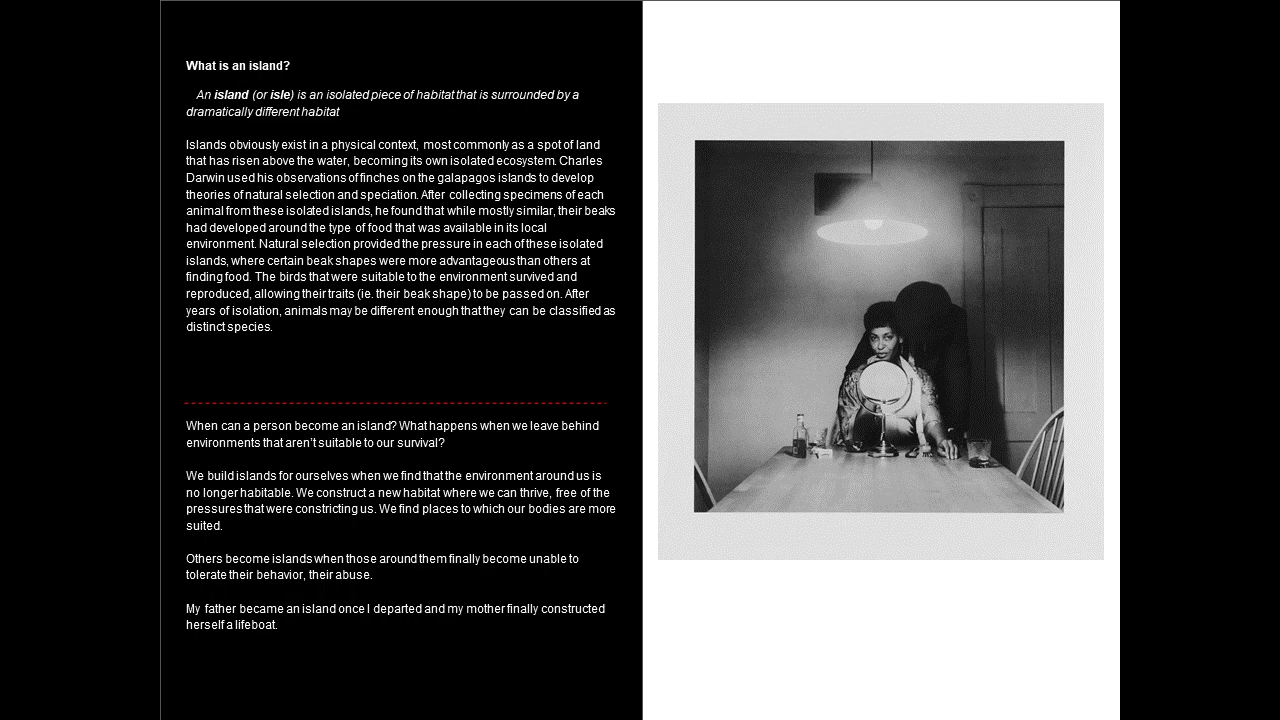 What is an island?
An island (or isle) is an isolated piece of habitat that is surrounded by a
dramatically different habitat
Islands obviously exist in a physical context, most commonly as a spot of land
that has risen above the water, becoming its own isolated ecosystem. Charles
Darwin used his observations of finches on the galapagos islands to develop
theories of natural selection and speciation. After collecting specimens of each
animal from these isolated islands, he found that while mostly similar, their beaks
had developed around the type of food that was available in its local
environment. Natural selection provided the pressure in each of these isolated
islands, where certain beak shapes were more advantageous than others at
finding food. The birds that were suitable to the environment survived and
reproduced, allowing their traits (ie. their beak shape) to be passed on. After
years of isolation, animals may be different enough that they can be classified as
distinct species.
When can a person become an island? What happens when we leave behind
environments that aren't suitable to our survival?
We build islands for ourselves when we find that the environment around us is
no longer habitable. We construct a new habitat where we can thrive, free of the
pressures that were constricting us. We find places to which our bodies are more
suited.
Others become islands when those around them finally become unable to
tolerate their behavior, their abuse.
My father became an island once I departed and my mother finally constructed
herself a lifeboat.